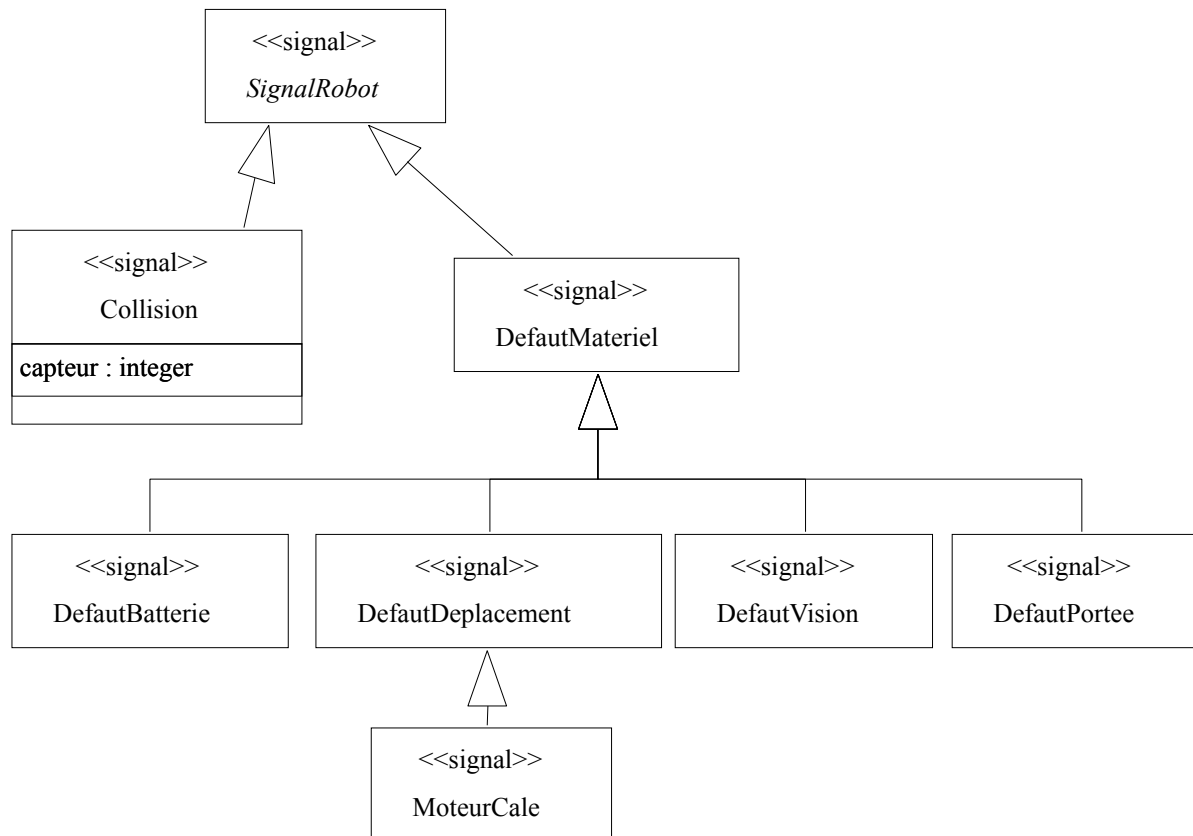 <<signal>>
SignalRobot
<<signal>>
Collision
capteur : integer
<<signal>>
DefautMateriel
<<signal>>
DefautBatterie
<<signal>>
DefautDeplacement
<<signal>>
DefautVision
<<signal>>
DefautPortee
<<signal>>
MoteurCale